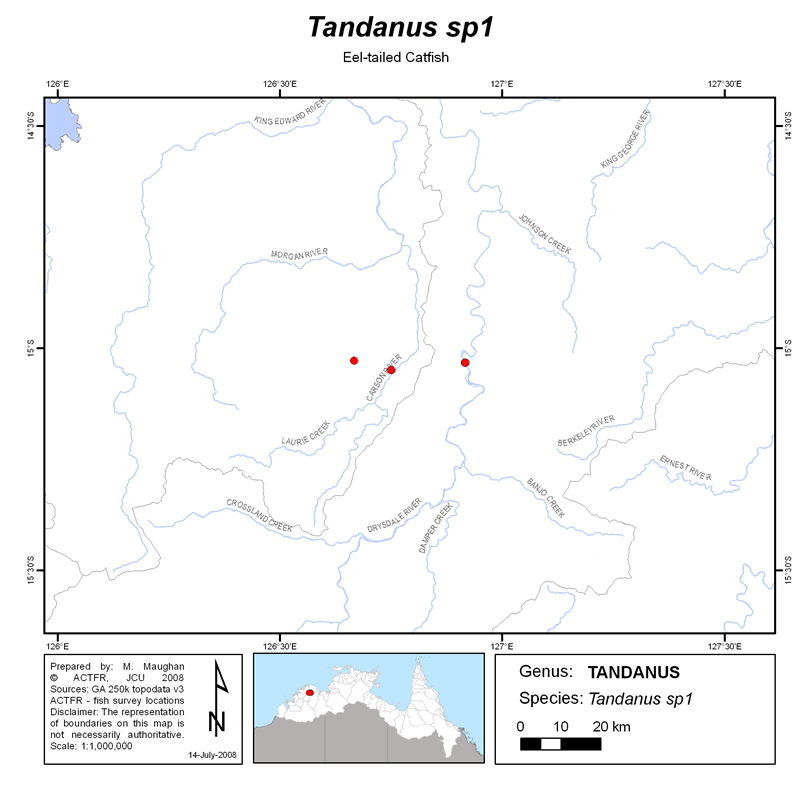 Tandanus sp1
Eel-tailed Catfish
126°E
126°30'E
127°E
127°30'E
14°30'S
14°30'S
KING EDWARD RIVER
KING GEORGE RIVER
JOHNSON CREEK
MORGAN RIVER
15°S
15°S
CARSON RIVER
LAURIE CREEK
BERKELEY RIVER
ERNEST RIVER
BANJO CREEK
CROSSLAND CREEK
DRYSDALE RIVER
DAMPER CREEK
15°30'S
15°30'S
126°E
126°30'E
127°E
127°30'E
Prepared by: M. Maughan
© ACTFR, JCU 2008
Sources: GA 250k topodata v3
ACTFR - fish survey locations
Disclaimer: The representation
of boundaries on this map is
not necessarily authoritative.
Scale: 1:1,000,000
N
14-July-2008
Genus: TANDANUS
Species: Tandanus sp1
0 10 20 km